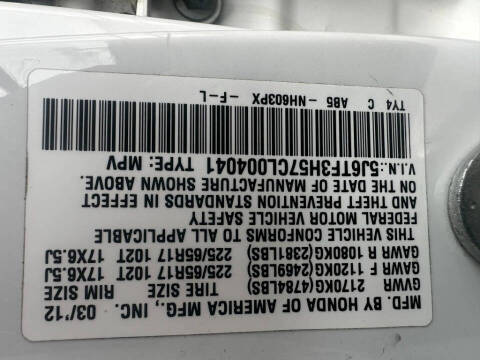 MFD. BY HONDA OF AMERICA MFG., INC. 03/12
2170KG(4784LBS) TIRE SIZE RIM SIZE
GAWR F 1120KG(2469LBS) 225/65R17 102T 17X6.5J
GAWR R 1080KG(2381LBS) 225/65R17 102T 17X6.5J
THIS VEHICLE CONFORMS TO ALL APPLICABLE
FEDERAL MOTOR VEHICLE SAFETY
AND THEFT PREVENTION STANDARDS IN EFFECT
ON THE DATE OF MANUFACTURE SHOWN ABOVE.
V.I.N.:5J6TF3H57CL004041 TYPE: MPV
TY4 C AB5 -NH603PX -F-L